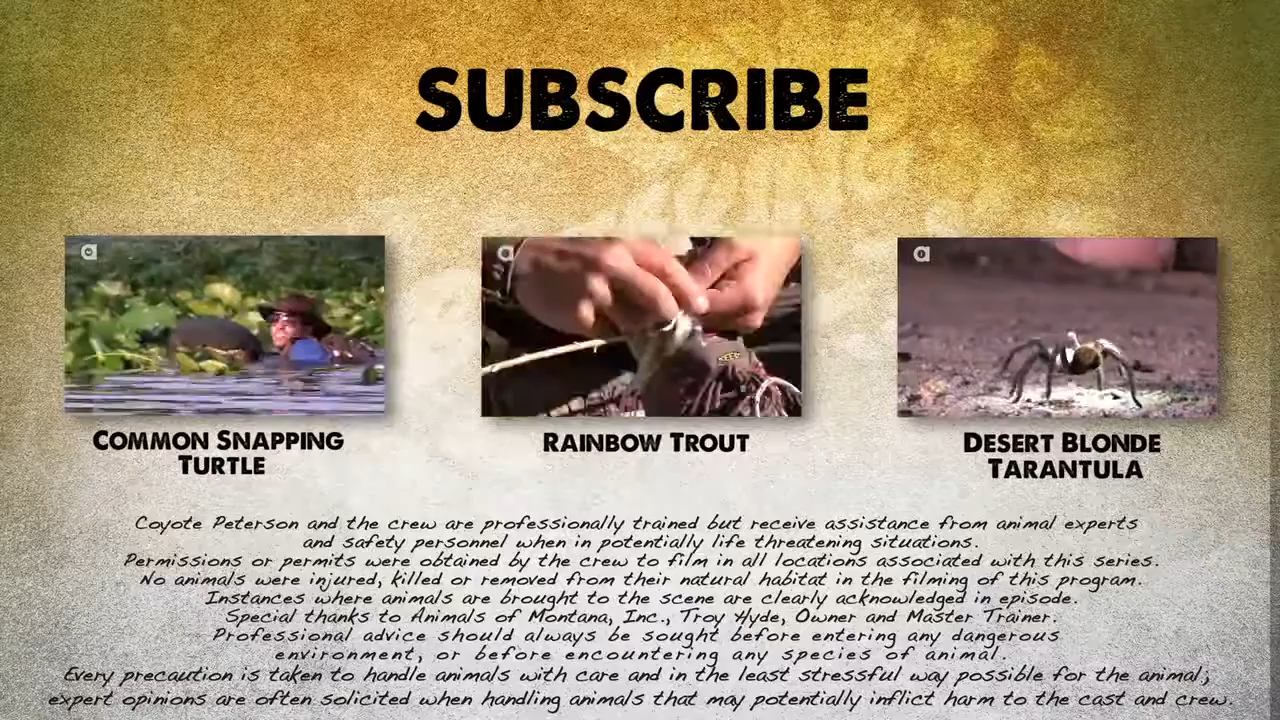 SUBSCRIBE
COMMON SNAPPING
TURTLE
RAINBOW TROUT
DESERT BLONDE
TARANTULA
Coyote Peterson and the crew are professionally trained but receive assistance from animal experts
and safety personnel when in potentially life threatening situations.
Permissions or permits were obtained by the crew to film in all locations associated with this series.
No animals were injured, killed or removed from their natural habitat in the filming of this program.
Instances where animals are brought to the scene are clearly acknowledged in episode.
Special thanks to Animals of Montana, Inc., Troy Hyde, Owner and Master Trainer.
Professional advice should always be sought before entering any dangerous
environment, or before encountering any species of animal.
Every precaution is taken to handle animals with care and in the least stressful way possible for the animal;
expert opinions are often solicited when handling animals that may potentially inflict harm to the cast and crew.